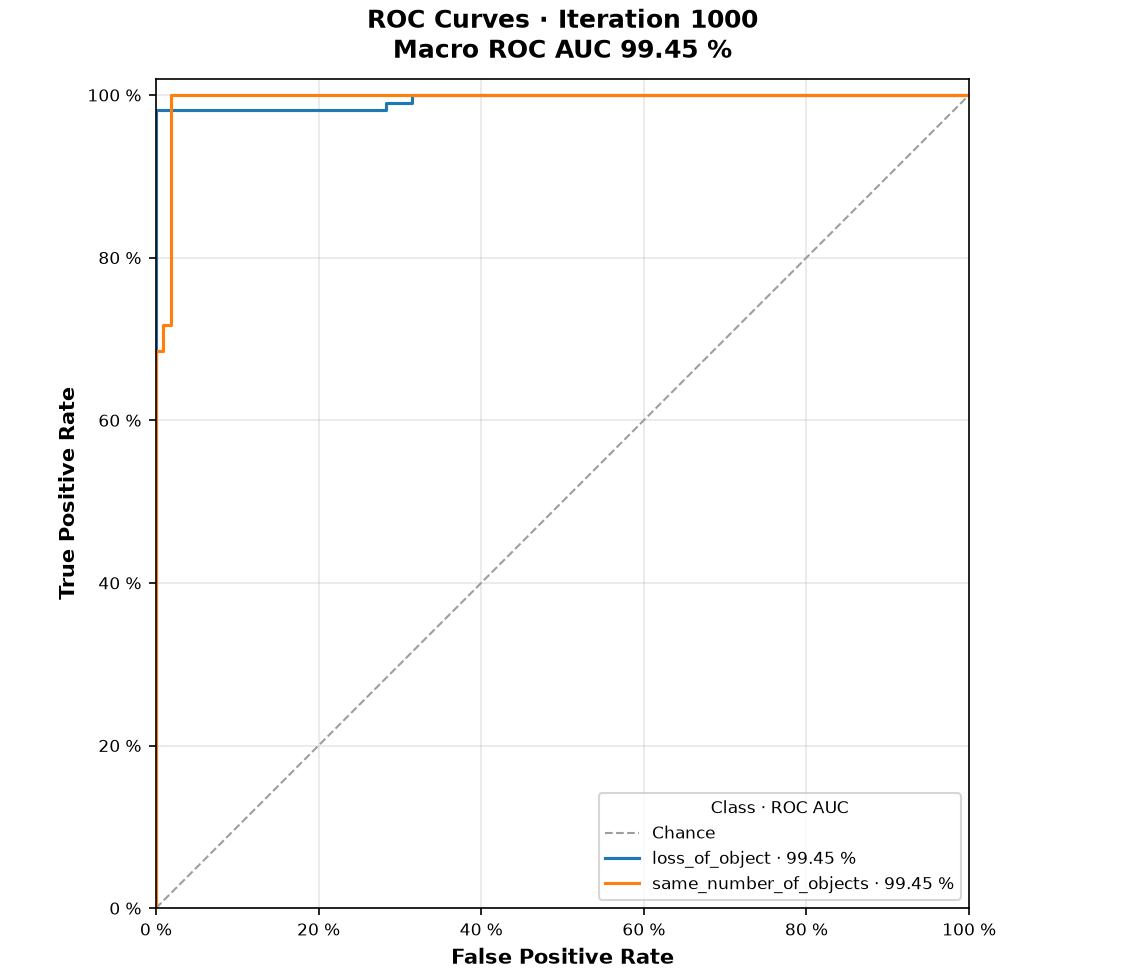 ROC Curves · Iteration 1000
Macro ROC AUC 99.45 %
100 %
80 %
60 %
40 %
20 %
0 %
True Positive Rate
0 %
20 %
40 %
60 %
80 %
100 %
False Positive Rate
Class · ROC AUC
Chance
loss_of_object · 99.45 %
same_number_of_objects · 99.45 %